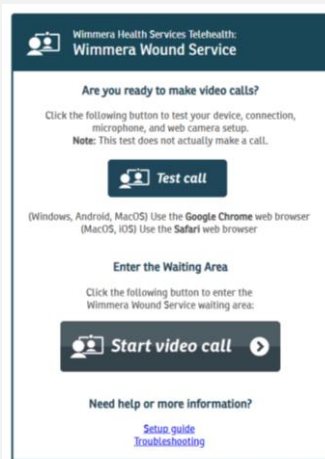 Wimmera Health Services Telehealth:
Wimmera Wound Service
Are you ready to make video calls?
Click the following button to test your device, connection,
microphone, and web camera setup.
Note: This test does not actually make a call.
Test call
(Windows, Android, MacOS) Use the Google Chrome web browser
(MacOS, iOS) Use the Safari web browser
Enter the Waiting Area
Click the following button to enter the
Wimmera Wound Service waiting area:
Start video call
Need help or more information?
Setup guide
Troubleshooting